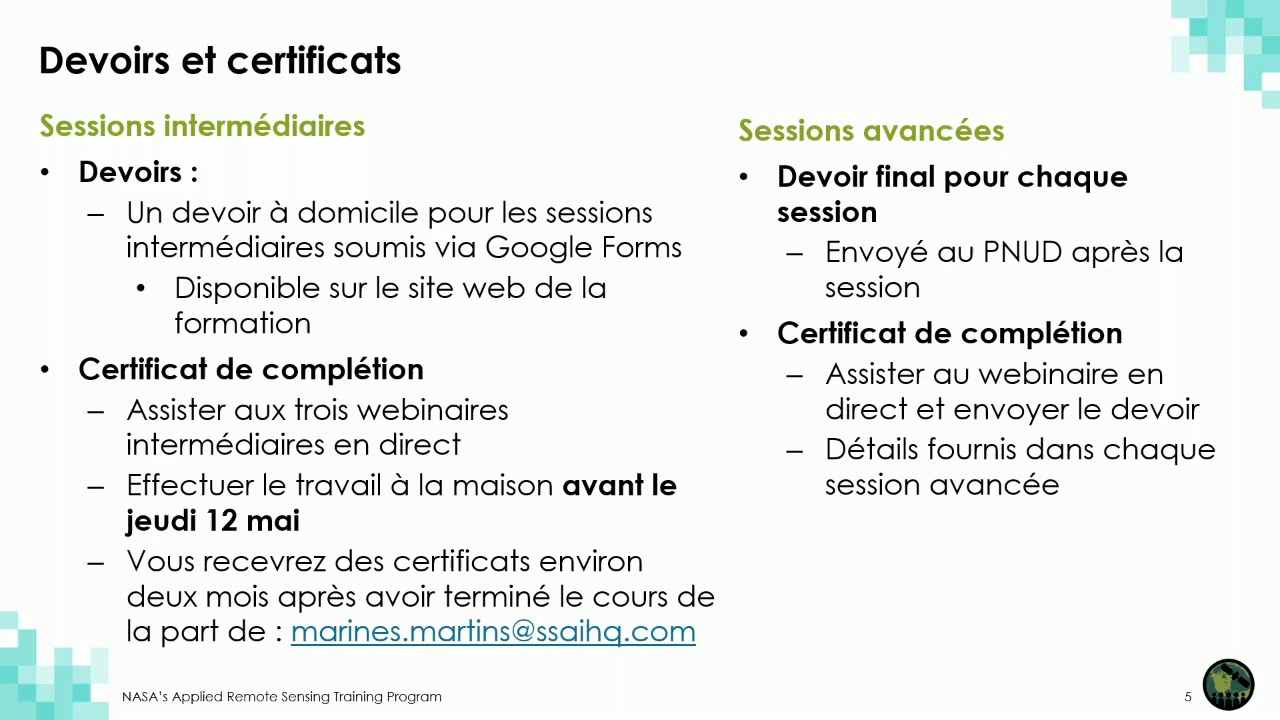 Devoirs et certificats
Sessions intermédiaires
• Devoirs :
– Un devoir à domicile pour les sessions
intermédiaires soumis via Google Forms
• Disponible sur le site web de la
formation
• Certificat de complétion
– Assister aux trois webinaires
intermédiaires en direct
– Effectuer le travail à la maison avant le
jeudi 12 mai
– Vous recevrez des certificats environ
deux mois après avoir terminé le cours de
la part de : marines.martins@ssaihq.com
Sessions avancées
• Devoir final pour chaque
session
– Envoyé au PNUD après la
session
• Certificat de complétion
– Assister au webinaire en
direct et envoyer le devoir
– Détails fournis dans chaque
session avancée
NASA's Applied Remote Sensing Training Program
5